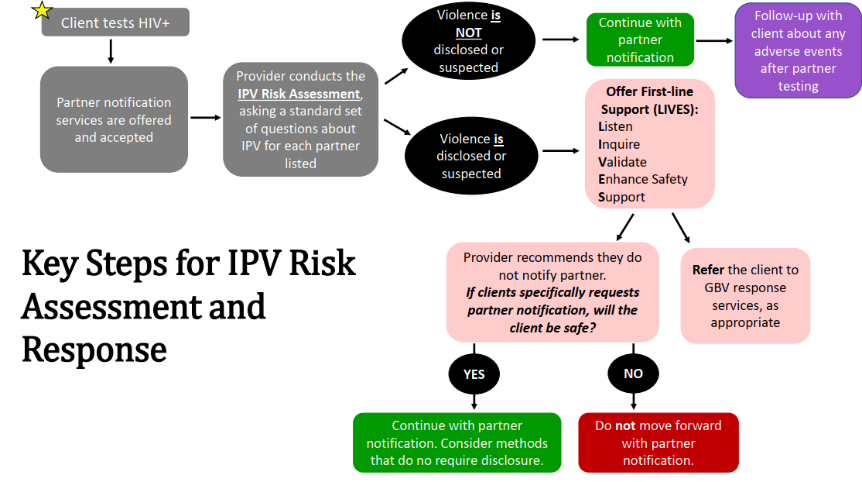 Client tests HIV+
Partner notification
services are offered
and accepted
Provider conducts the
IPV Risk Assessment,
asking a standard set
of questions about
IPV for each partner
listed
Violence is
NOT
disclosed or
suspected
Continue with
partner
notification
Follow-up with
client about any
adverse events
after partner
testing
Violence is
disclosed or
suspected
Offer First-line
Support (LIVES):
Listen
Inquire
Validate
Enhance Safety
Support
Key Steps for IPV Risk
Assessment and
Response
Provider recommends they do
not notify partner.
If clients specifically requests
partner notification, will the
client be safe?
Refer the client to
GBV response
services, as
appropriate
YES
NO
Continue with partner
notification. Consider methods
that do no require disclosure.
Do not move forward
with partner
notification.